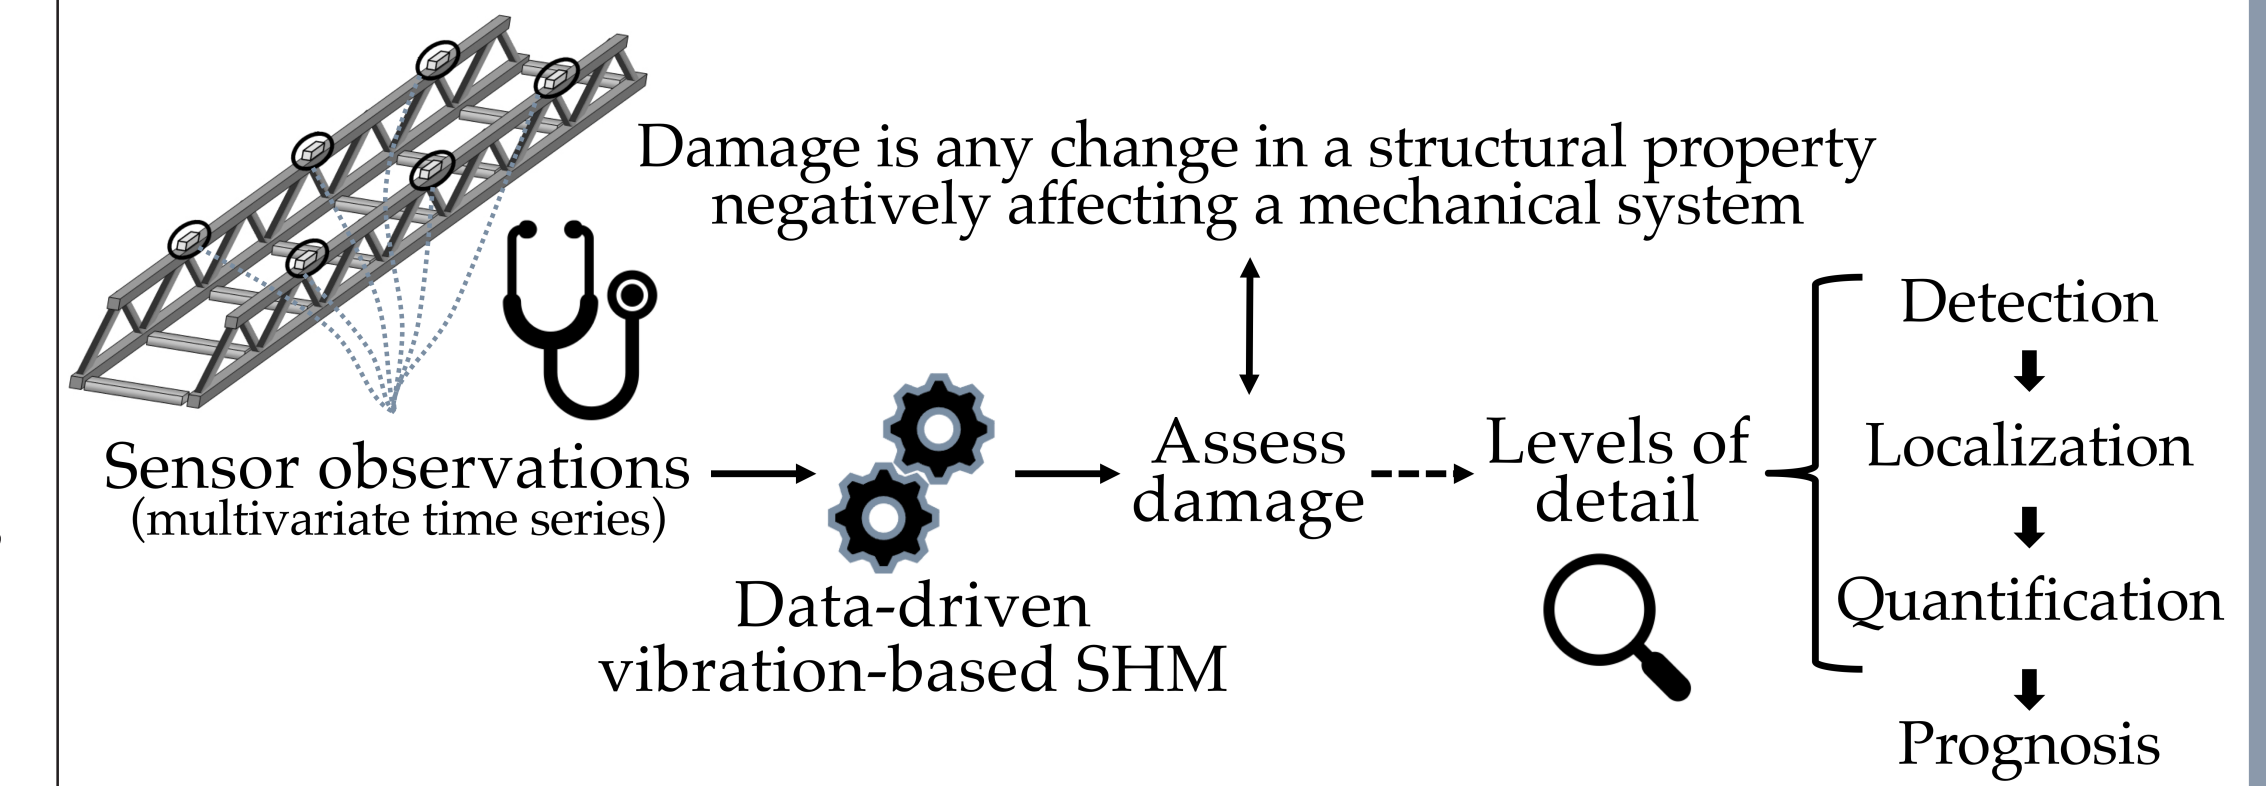 Damage is any change in a structural property
negatively affecting a mechanical system
Sensor observations
(multivariate time series)
Data-driven
vibration-based SHM
Assess
damage
Levels of
detail
Detection
Localization
Quantification
Prognosis